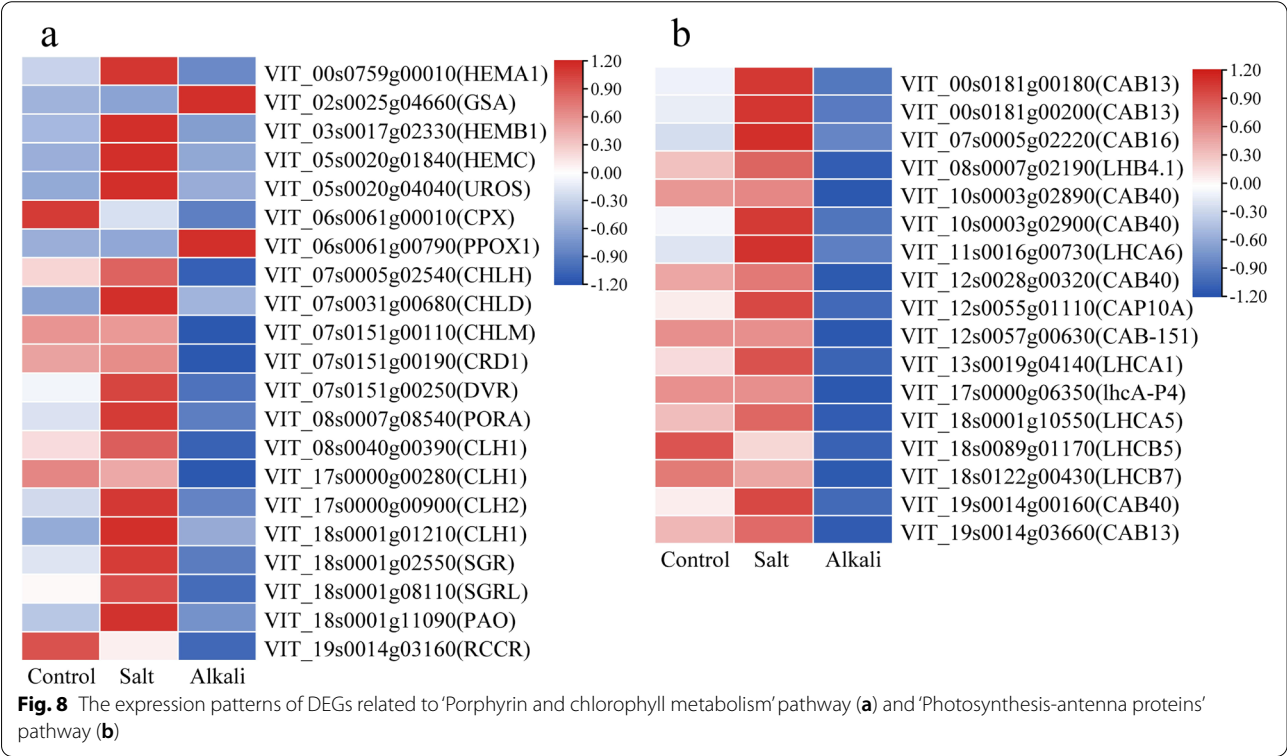 a
VIT_00s0759g00010(HEMA1)
VIT_02s0025g04660(GSA)
VIT_03s0017g02330(HEMB1)
VIT_05s0020g01840(HEMC)
VIT_05s0020g04040(UROS)
VIT_06s0061g00010(CPX)
VIT_06s0061g00790(PPOX1)
VIT_07s0005g02540(CHLH)
VIT_07s0031g00680(CHLD)
VIT_07s0151g00110(CHLM)
VIT_07s0151g00190(CRD1)
VIT_07s0151g00250(DVR)
VIT_08s0007g08540(PORA)
VIT_08s0040g00390(CLH1)
VIT_17s0000g00280(CLH1)
VIT_17s0000g00900(CLH2)
VIT_18s0001g01210(CLH1)
VIT_18s0001g02550(SGR)
VIT_18s0001g08110(SGRL)
VIT_18s0001g11090(PAO)
VIT_19s0014g03160(RCCR)
Control Salt Alkali
1.20
0.90
0.60
0.30
0.00
-0.30
-0.60
-0.90
-1.20
b
VIT_00s0181g00180(CAB13)
VIT_00s0181g00200(CAB13)
VIT_07s0005g02220(CAB16)
VIT_08s0007g02190(LHB4.1)
VIT_10s0003g02890(CAB40)
VIT_10s0003g02900(CAB40)
VIT_11s0016g00730(LHCA6)
VIT_12s0028g00320(CAB40)
VIT_12s0055g01110(CAP10A)
VIT_12s0057g00630(CAB-151)
VIT_13s0019g04140(LHCA1)
VIT_17s0000g06350(lhcA-P4)
VIT_18s0001g10550(LHCA5)
VIT_18s0089g01170(LHCB5)
VIT_18s0122g00430(LHCB7)
VIT_19s0014g00160(CAB40)
VIT_19s0014g03660(CAB13)
Control Salt Alkali
1.20
0.90
0.60
0.30
0.00
-0.30
-0.60
-0.90
-1.20
Fig. 8 The expression patterns of DEGs related to ‘Porphyrin and chlorophyll metabolism’ pathway (a) and ‘Photosynthesis-antenna proteins’
pathway (b)